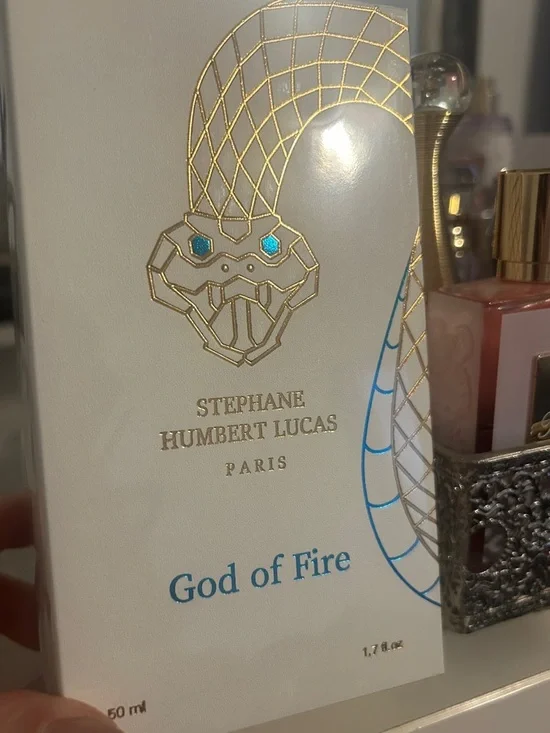 STEPHANE
HUMBERT LUCAS
PARIS
God of Fire
1.7 fl.oz
50 ml